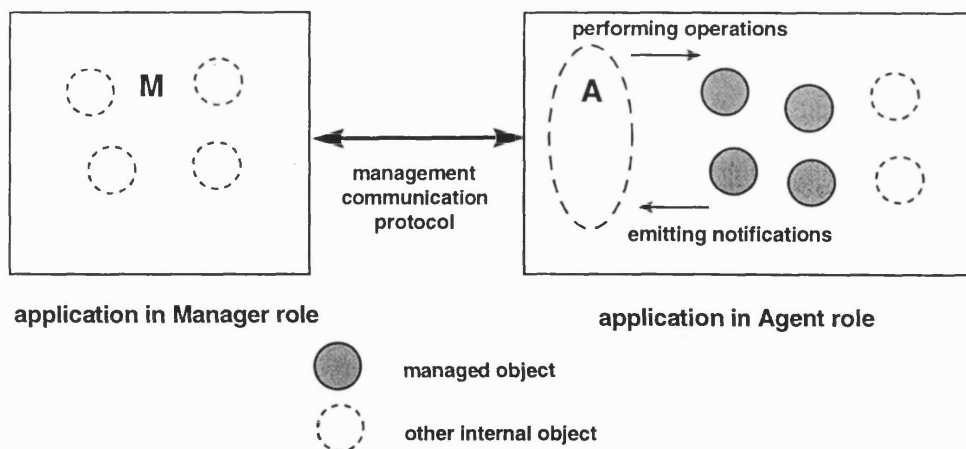 performing operations
M
A
management
communication
protocol
emitting notifications
application in Manager role
application in Agent role
managed object
other internal object